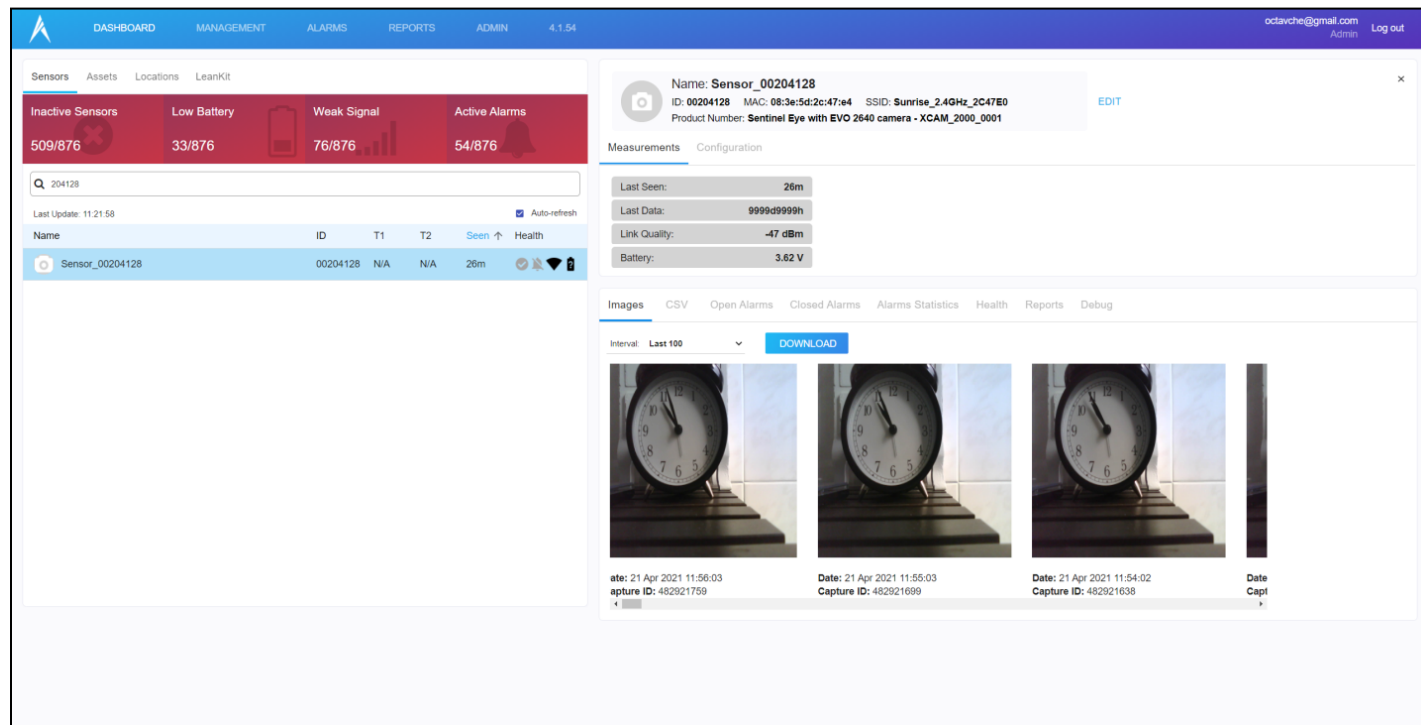 DASHBOARD MANAGEMENT ALARMS REPORTS ADMIN 4.1.54
octavche@gmail.com
Admin
Log out
Sensors Assets Locations LeanKit
Inactive Sensors Low Battery Weak Signal Active Alarms
509/876 33/876 76/876 54/876
204128
Last Update: 11:21:58 Auto-refresh
Name ID T1 T2 Seen Health
Sensor_00204128 00204128 N/A N/A 26m
Name: Sensor_00204128
ID: 00204128 MAC: 08:3e:5d:2c:47:e4 SSID: Sunrise_2.4GHz_2C47E0
Product Number: Sentinel Eye with EVO 2640 camera - XCAM_2000_0001
EDIT
×
Measurements Configuration
Last Seen: 26m
Last Data: 9999d9999h
Link Quality: -47 dBm
Battery: 3.62 V
Images CSV Open Alarms Closed Alarms Alarms Statistics Health Reports Debug
Interval: Last 100 DOWNLOAD
ate: 21 Apr 2021 11:56:03 Date: 21 Apr 2021 11:55:03 Date: 21 Apr 2021 11:54:02 Date
apture ID: 482921759 Capture ID: 482921699 Capture ID: 482921638 Capt